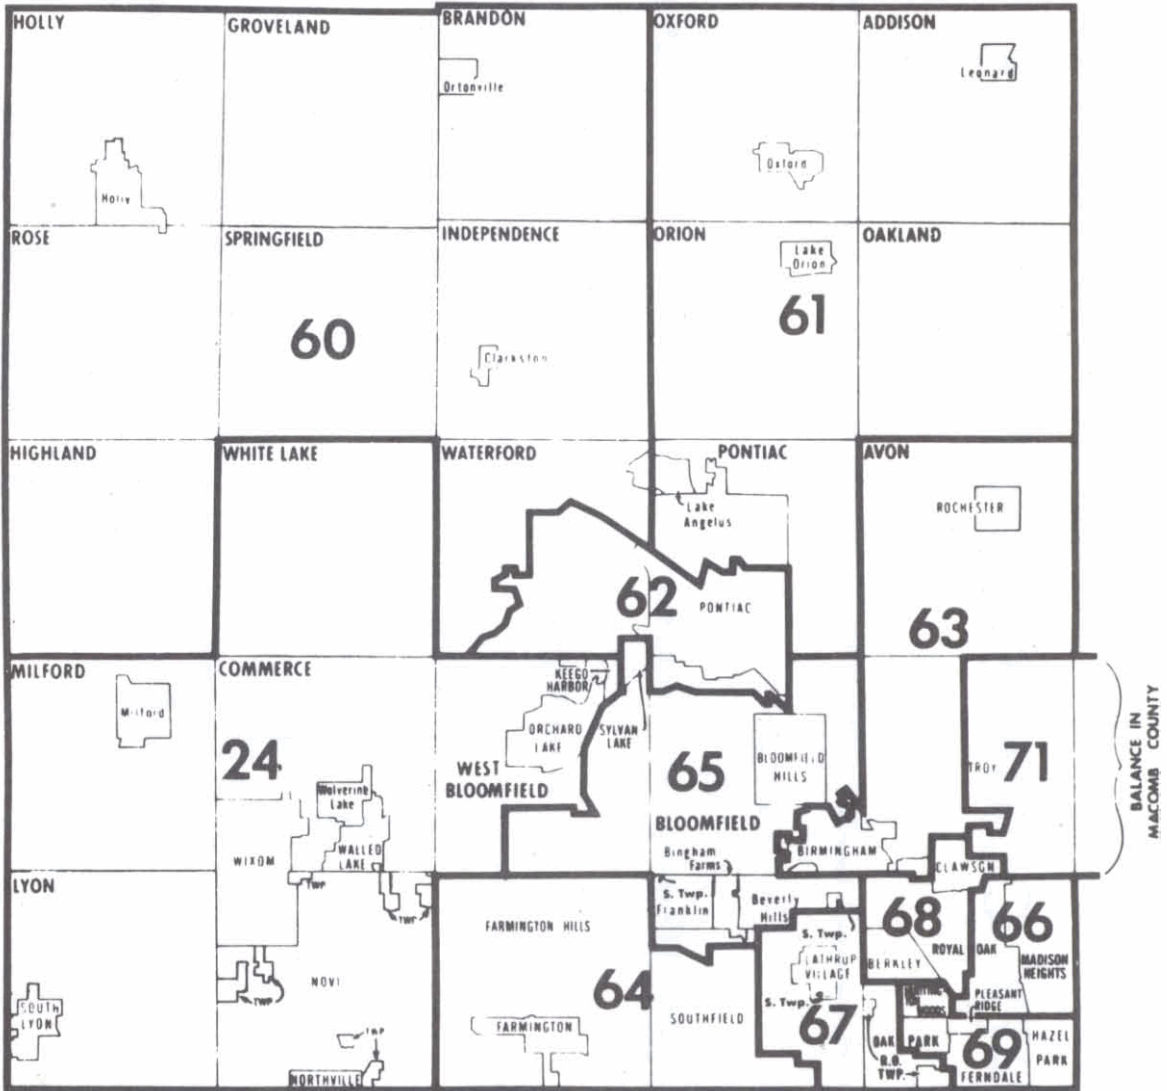 HOLLY
GROVELAND
BRANDON
OXFORD
ADDISON
Ortonville
Leonard
Holly
Oxford
ROSE
SPRINGFIELD
INDEPENDENCE
ORION
OAKLAND
Lake
Orion
60
61
Clarkston
HIGHLAND
WHITE LAKE
WATERFORD
PONTIAC
AVON
ROCHESTER
Lake
Angelus
62
PONTIAC
63
MILFORD
COMMERCE
KEEGO
HARBOR
Milford
ORCHARD
LAKE
SYLVAN
LAKE
24
WEST
BLOOMFIELD
65
BLOOMFIELD
HILLS
TROY
71
BALANCE IN
MACOMB COUNTY
Wolverine
Lake
WALLED
LAKE
WIXOM
BLOOMFIELD
Bingham
Farms
BIRMINGHAM
CLAWSON
LYON
TWP
TWP
S. Twp.
Franklin
Beverly
Hills
S. Twp.
FARMINGTON HILLS
68
66
ROYAL OAK
BERKLEY
MADISON
HEIGHTS
NOVI
TWP
LATHRUP
VILLAGE
S. Twp.
64
67
SOUTHFIELD
WOODS
PLEASANT
RIDGE
SOUTH
LYON
FARMINGTON
TWP
OAK PARK
R.O.
TWP.
69
HAZEL
PARK
FERNDALE
NORTHVILLE